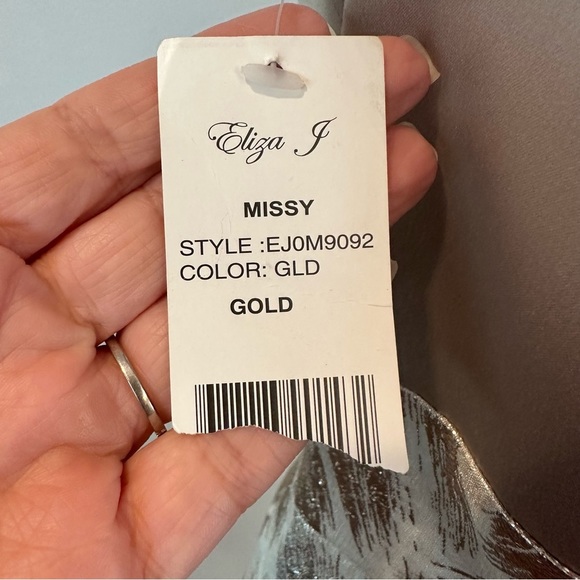 Eliza J
MISSY
STYLE :EJ0M9092
COLOR: GLD
GOLD